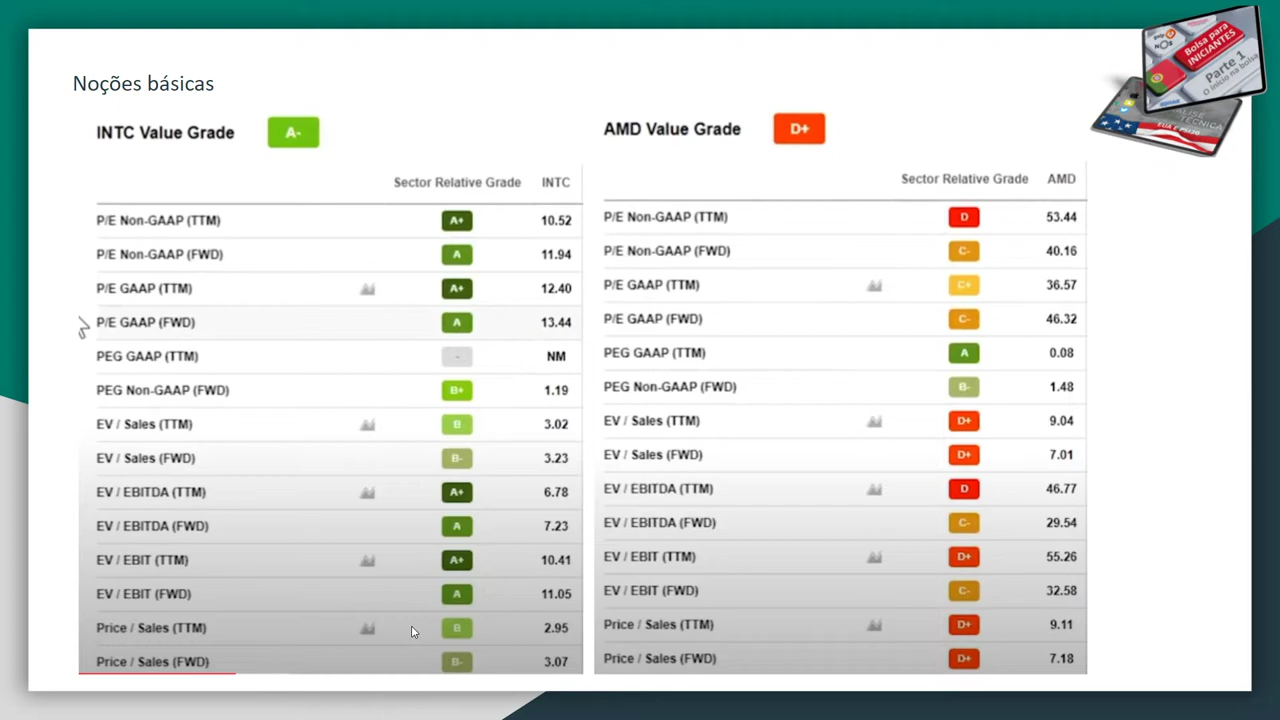 Noções básicas
Bolsa para
INICIANTES
Parte 1
O início na bolsa
INTC Value Grade A-
Sector Relative Grade INTC
P/E Non-GAAP (TTM) A+ 10.52
P/E Non-GAAP (FWD) A 11.94
P/E GAAP (TTM) A+ 12.40
P/E GAAP (FWD) A 13.44
PEG GAAP (TTM) - NM
PEG Non-GAAP (FWD) B+ 1.19
EV / Sales (TTM) B 3.02
EV / Sales (FWD) B- 3.23
EV / EBITDA (TTM) A+ 6.78
EV / EBITDA (FWD) A 7.23
EV / EBIT (TTM) A+ 10.41
EV / EBIT (FWD) A 11.05
Price / Sales (TTM) B 2.95
Price / Sales (FWD) B- 3.07
AMD Value Grade D+
Sector Relative Grade AMD
P/E Non-GAAP (TTM) D 53.44
P/E Non-GAAP (FWD) C- 40.16
P/E GAAP (TTM) C+ 36.57
P/E GAAP (FWD) C- 46.32
PEG GAAP (TTM) A 0.08
PEG Non-GAAP (FWD) B- 1.48
EV / Sales (TTM) D+ 9.04
EV / Sales (FWD) D+ 7.01
EV / EBITDA (TTM) D 46.77
EV / EBITDA (FWD) C- 29.54
EV / EBIT (TTM) D+ 55.26
EV / EBIT (FWD) C- 32.58
Price / Sales (TTM) D+ 9.11
Price / Sales (FWD) D+ 7.18